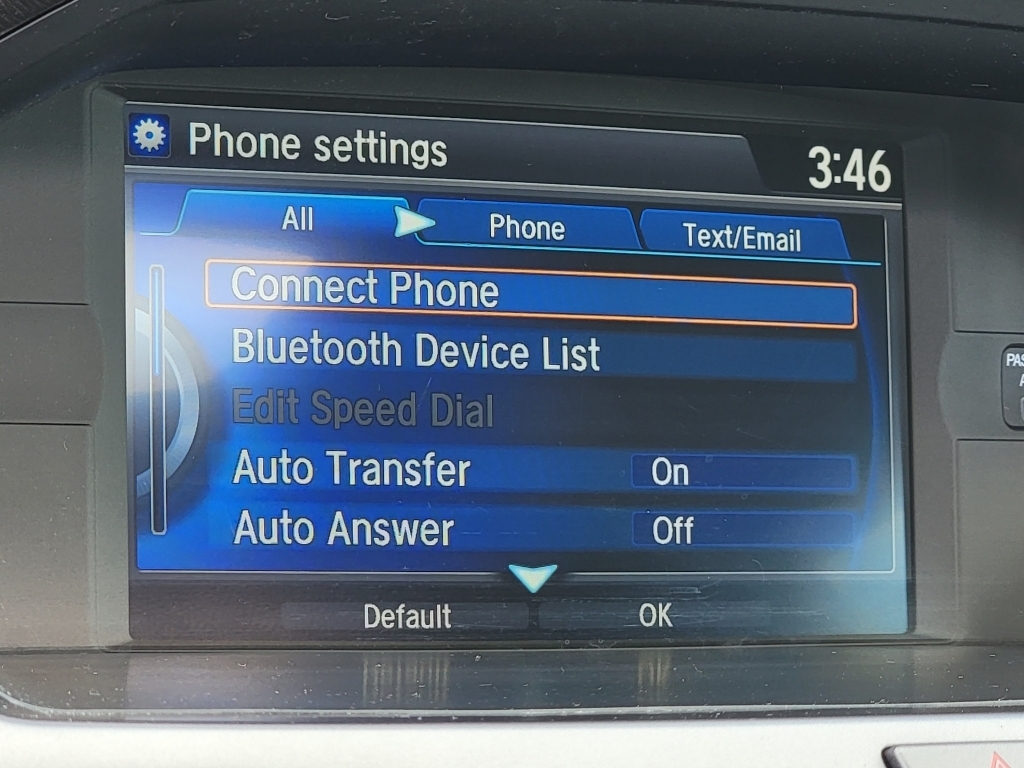 Phone settings
3:46
All
Phone
Text/Email
Connect Phone
Bluetooth Device List
Edit Speed Dial
Auto Transfer
On
Auto Answer
Off
Default
OK